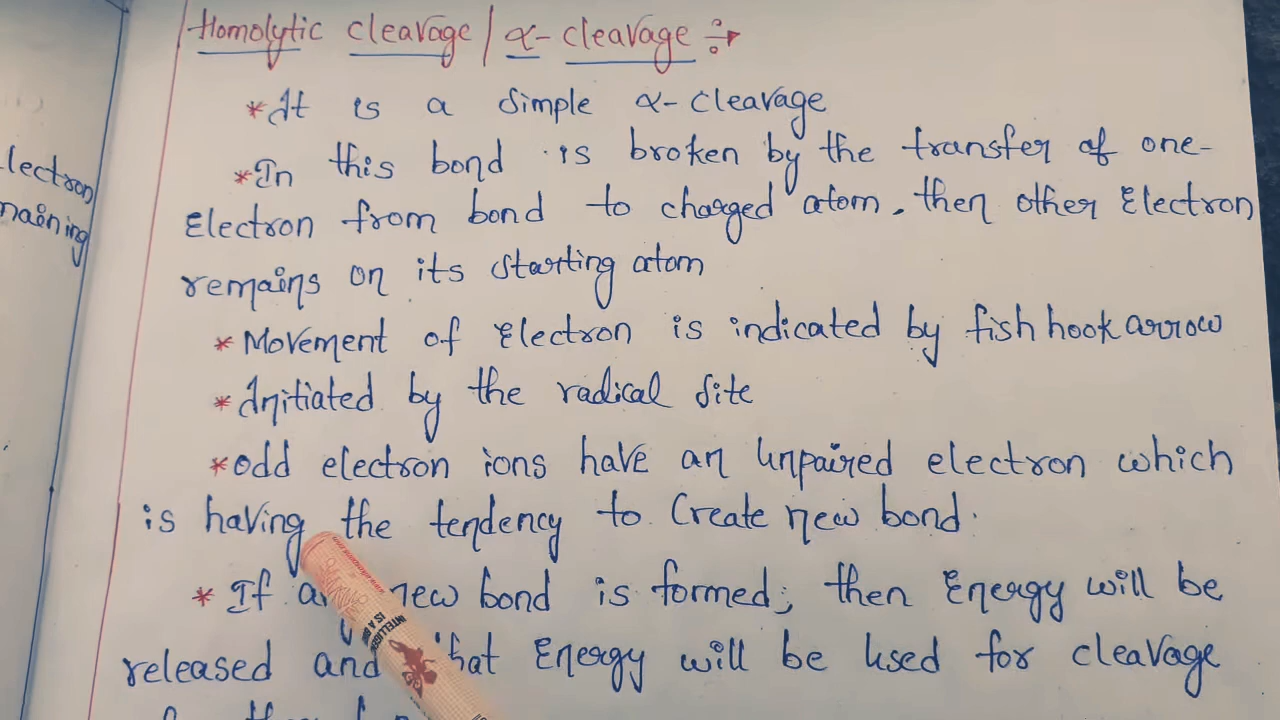 Homolytic cleavage / α- cleavage :→
* It is a simple α- cleavage
* In this bond is broken by the transfer of one-
Electron from bond to charged atom, then other Electron
remains on its starting atom
* Movement of Electron is indicated by fish hook arrow
* Initiated by the radical site
* odd electron ions have an unpaired electron which
is having the tendency to create new bond.
* If a new bond is formed; then Energy will be
released and that Energy will be used for cleavage
lectron
maining